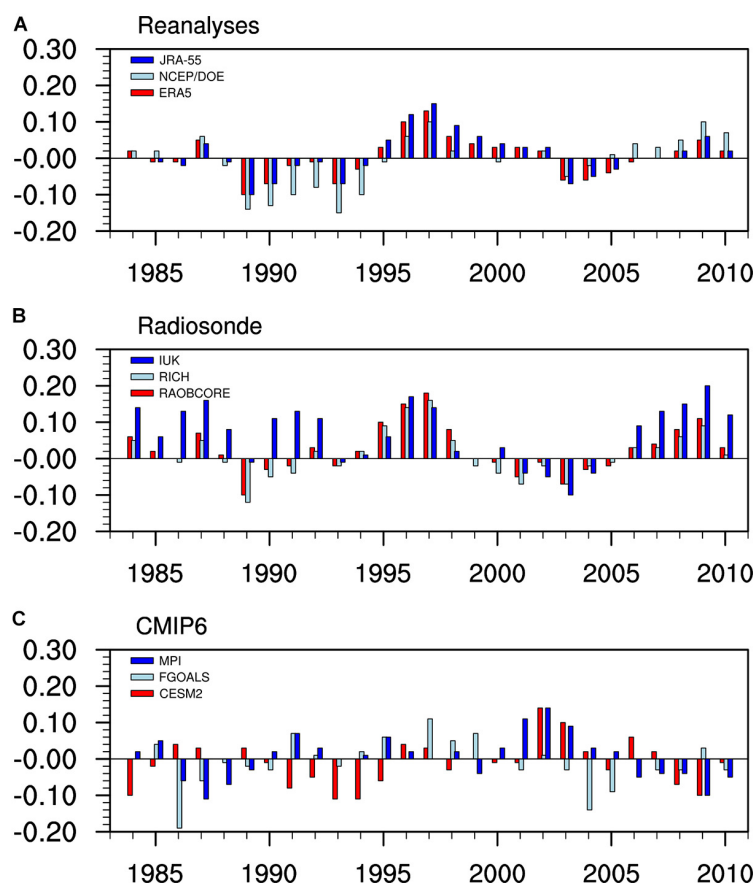 A
Reanalyses
0.30
0.20
0.10
-0.00
-0.10
-0.20
JRA-55
NCEP/DOE
ERA5
1985 1990 1995 2000 2005 2010
B
Radiosonde
0.30
0.20
0.10
-0.00
-0.10
-0.20
IUK
RICH
RAOBCORE
1985 1990 1995 2000 2005 2010
C
CMIP6
0.30
0.20
0.10
-0.00
-0.10
-0.20
MPI
FGOALS
CESM2
1985 1990 1995 2000 2005 2010